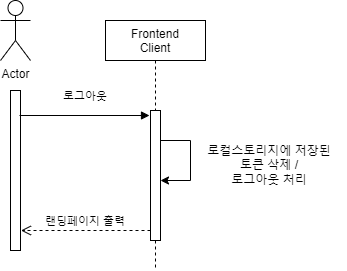 Frontend
Client
Actor
로그아웃
로컬스토리지에 저장된
토큰 삭제 /
로그아웃 처리
랜딩페이지 출력